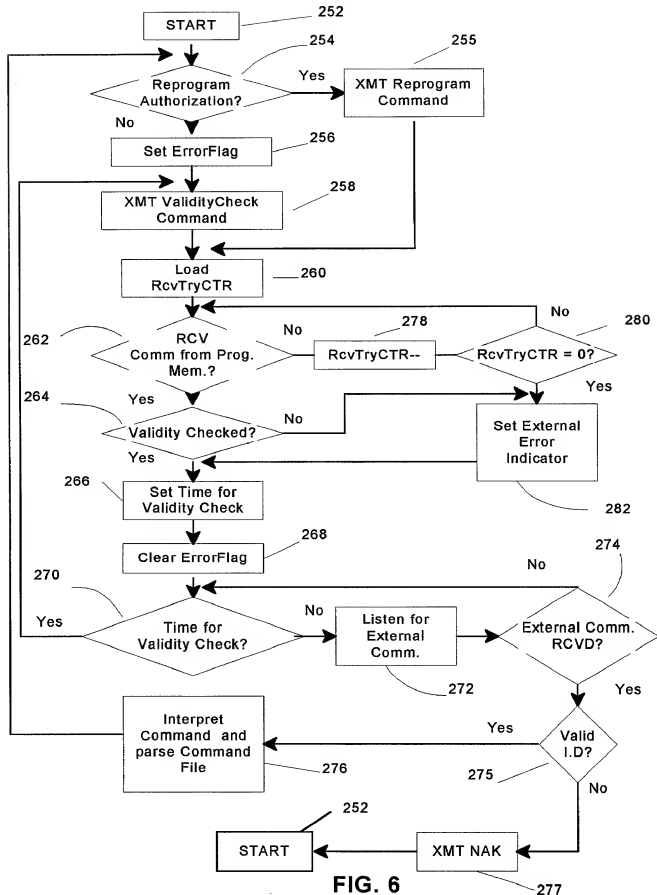 START
252
254
255
Reprogram
Authorization?
Yes
XMT Reprogram
Command
No
Set ErrorFlag
256
XMT ValidityCheck
Command
258
Load
RcvTryCTR
260
No
262
RCV
Comm from Prog.
Mem.?
No
278
RcvTryCTR--
RcvTryCTR = 0?
280
Yes
264
Yes
No
Validity Checked?
Yes
Set External
Error
Indicator
282
266
Set Time for
Validity Check
Clear ErrorFlag
268
274
No
270
Yes
Time for
Validity Check?
No
Listen for
External
Comm.
272
External Comm.
RCVD?
Yes
Interpret
Command and
parse Command
File
276
Yes
Valid
I.D?
275
No
252
START
XMT NAK
277
FIG. 6